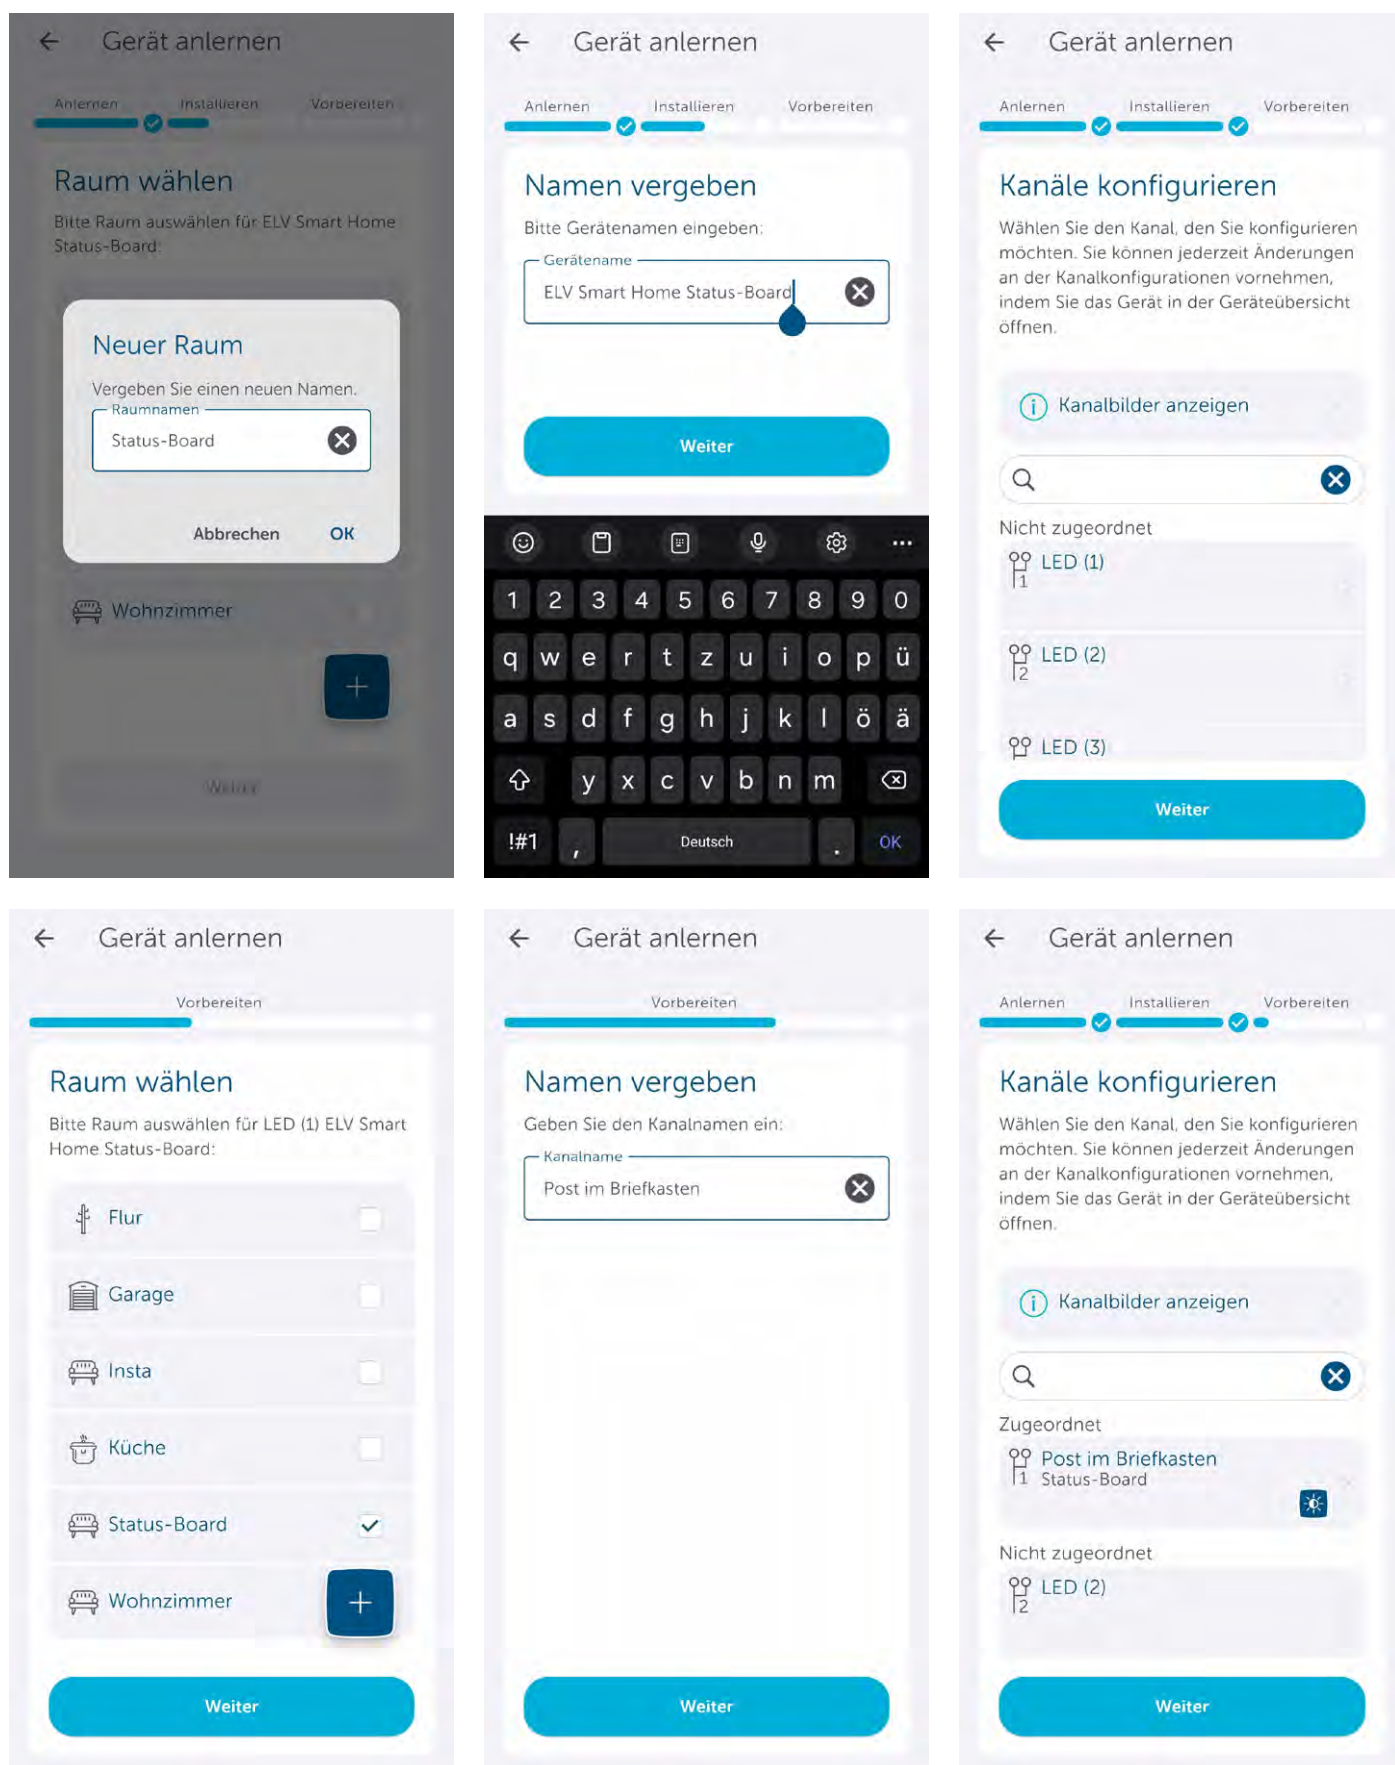 Gerät anlernen
Anlernen Installieren Vorbereiten
Raum wählen
Bitte Raum auswählen für ELV Smart Home
Status-Board:
Neuer Raum
Vergeben Sie einen neuen Namen.
Raumnamen
Status-Board
Abbrechen OK
Wohnzimmer
Weiter
Gerät anlernen
Anlernen Installieren Vorbereiten
Namen vergeben
Bitte Gerätenamen eingeben:
Gerätename
ELV Smart Home Status-Board
Weiter
1 2 3 4 5 6 7 8 9 0
q w e r t z u i o p ü
a s d f g h j k l ö ä
y x c v b n m
!#1 , Deutsch . OK
Gerät anlernen
Anlernen Installieren Vorbereiten
Kanäle konfigurieren
Wählen Sie den Kanal, den Sie konfigurieren
möchten. Sie können jederzeit Änderungen
an der Kanalkonfigurationen vornehmen,
indem Sie das Gerät in der Geräteübersicht
öffnen.
Kanalbilder anzeigen
Nicht zugeordnet
1 LED (1)
2 LED (2)
LED (3)
Weiter
Gerät anlernen
Vorbereiten
Raum wählen
Bitte Raum auswählen für LED (1) ELV Smart
Home Status-Board:
Flur
Garage
Insta
Küche
Status-Board
Wohnzimmer
Weiter
Gerät anlernen
Vorbereiten
Namen vergeben
Geben Sie den Kanalnamen ein:
Kanalname
Post im Briefkasten
Weiter
Gerät anlernen
Anlernen Installieren Vorbereiten
Kanäle konfigurieren
Wählen Sie den Kanal, den Sie konfigurieren
möchten. Sie können jederzeit Änderungen
an der Kanalkonfigurationen vornehmen,
indem Sie das Gerät in der Geräteübersicht
öffnen.
Kanalbilder anzeigen
Zugeordnet
Post im Briefkasten
1 Status-Board
Nicht zugeordnet
2 LED (2)
Weiter